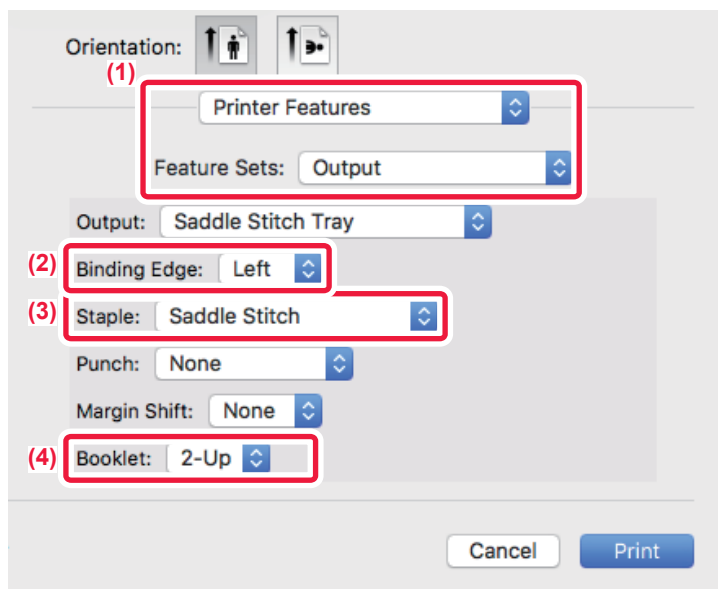 Orientation:
(1)
Printer Features
Feature Sets: Output
Output: Saddle Stitch Tray
(2) Binding Edge: Left
(3) Staple: Saddle Stitch
Punch: None
Margin Shift: None
(4) Booklet: 2-Up
Cancel Print